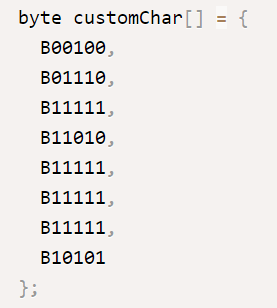 byte customChar[] = {
B00100,
B01110,
B11111,
B11010,
B11111,
B11111,
B11111,
B10101
};